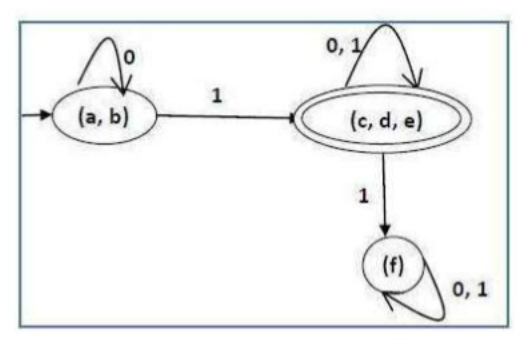 0
0, 1
1
(a, b)
(c, d, e)
1
(f)
0, 1